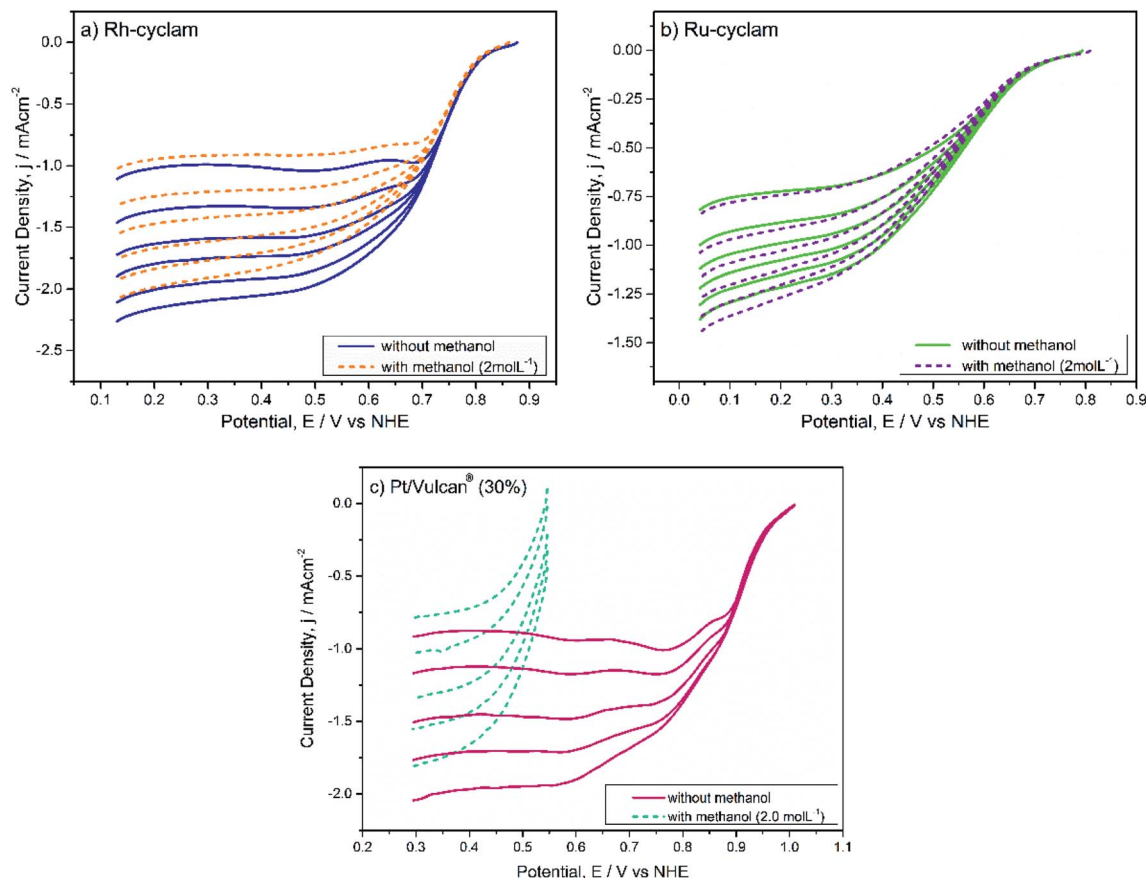 a) Rh-cyclam
0.0
-0.5
-1.0
-1.5
-2.0
-2.5
Current Density, j / mAcm⁻²
without methanol
with methanol (2molL⁻¹)
0.1 0.2 0.3 0.4 0.5 0.6 0.7 0.8 0.9
Potential, E / V vs NHE
b) Ru-cyclam
0.00
-0.25
-0.50
-0.75
-1.00
-1.25
-1.50
Current Density, j / mAcm⁻²
without methanol
with methanol (2molL⁻¹)
0.0 0.1 0.2 0.3 0.4 0.5 0.6 0.7 0.8 0.9
Potential, E / V vs NHE
c) Pt/Vulcan® (30%)
0.0
-0.5
-1.0
-1.5
-2.0
Current Density, j / mAcm⁻²
without methanol
with methanol (2.0 molL⁻¹)
0.2 0.3 0.4 0.5 0.6 0.7 0.8 0.9 1.0 1.1
Potential, E / V vs NHE